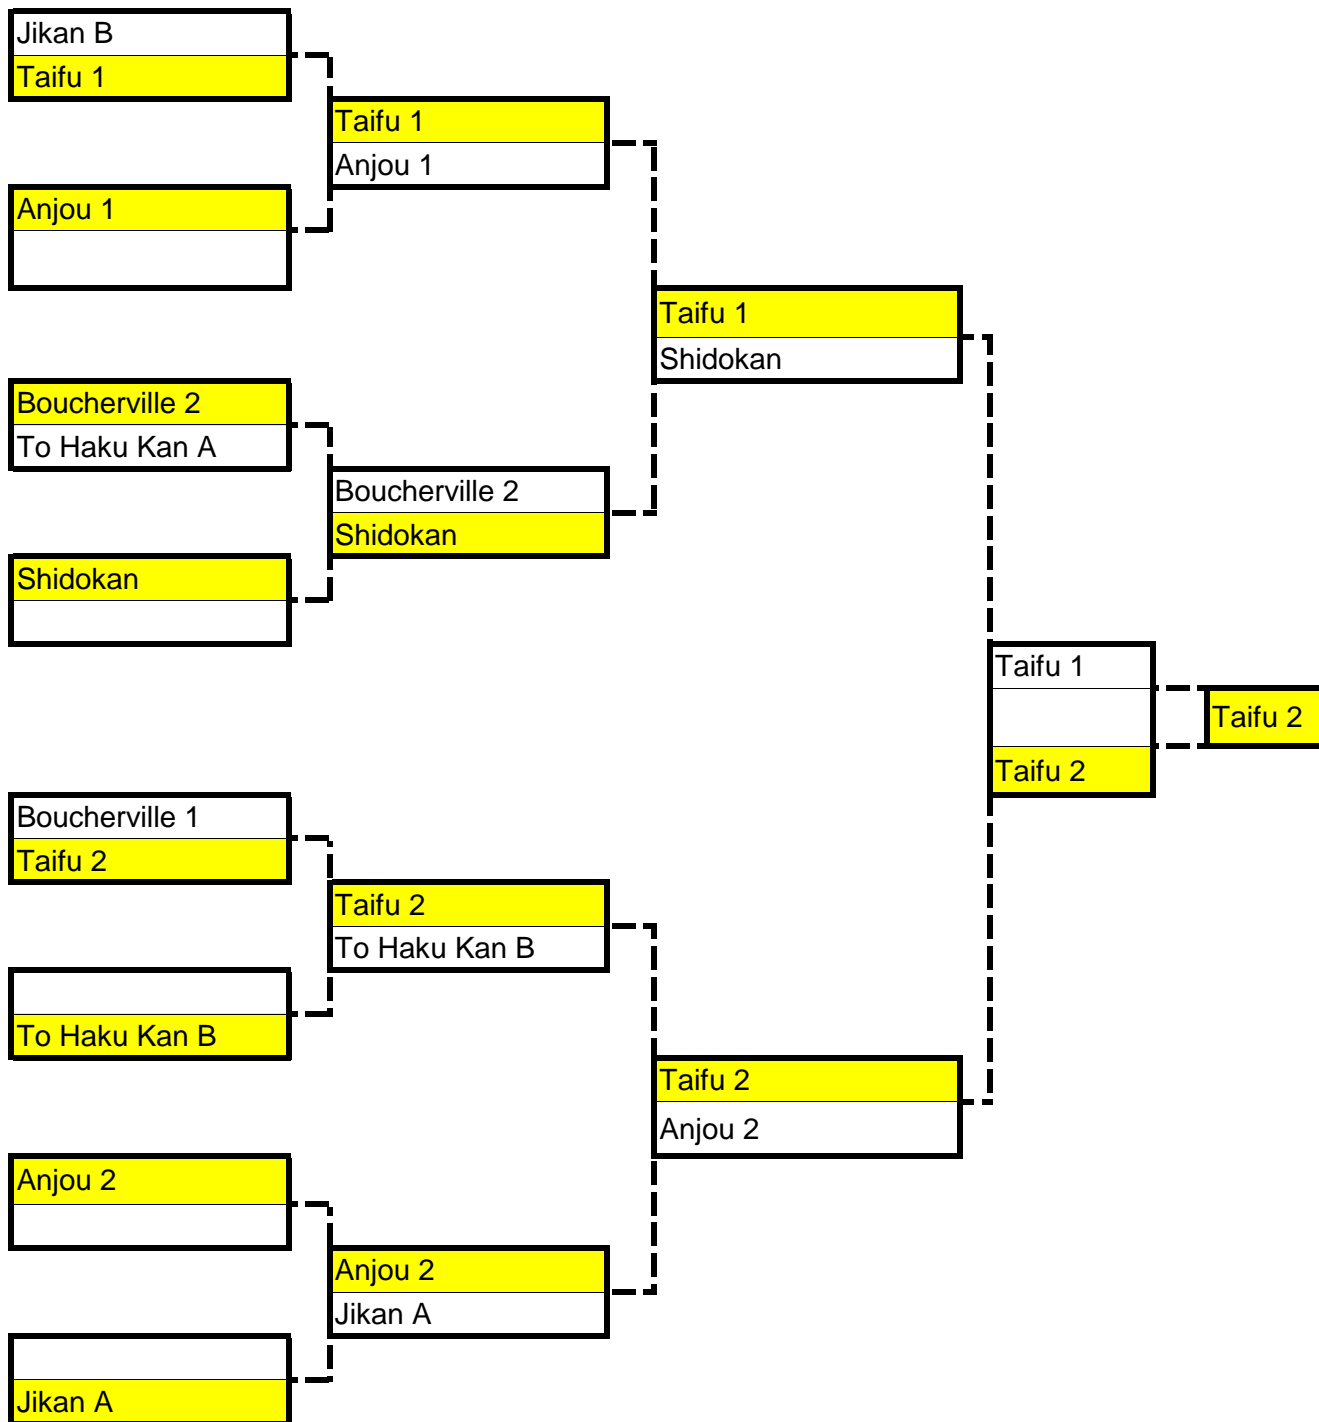 Jikan B
Taifu 1
Taifu 1
Anjou 1
Anjou 1
Taifu 1
Shidokan
Boucherville 2
To Haku Kan A
Boucherville 2
Shidokan
Shidokan
Taifu 1
Taifu 2
Taifu 2
Boucherville 1
Taifu 2
Taifu 2
To Haku Kan B
To Haku Kan B
Taifu 2
Anjou 2
Anjou 2
Anjou 2
Jikan A
Jikan A